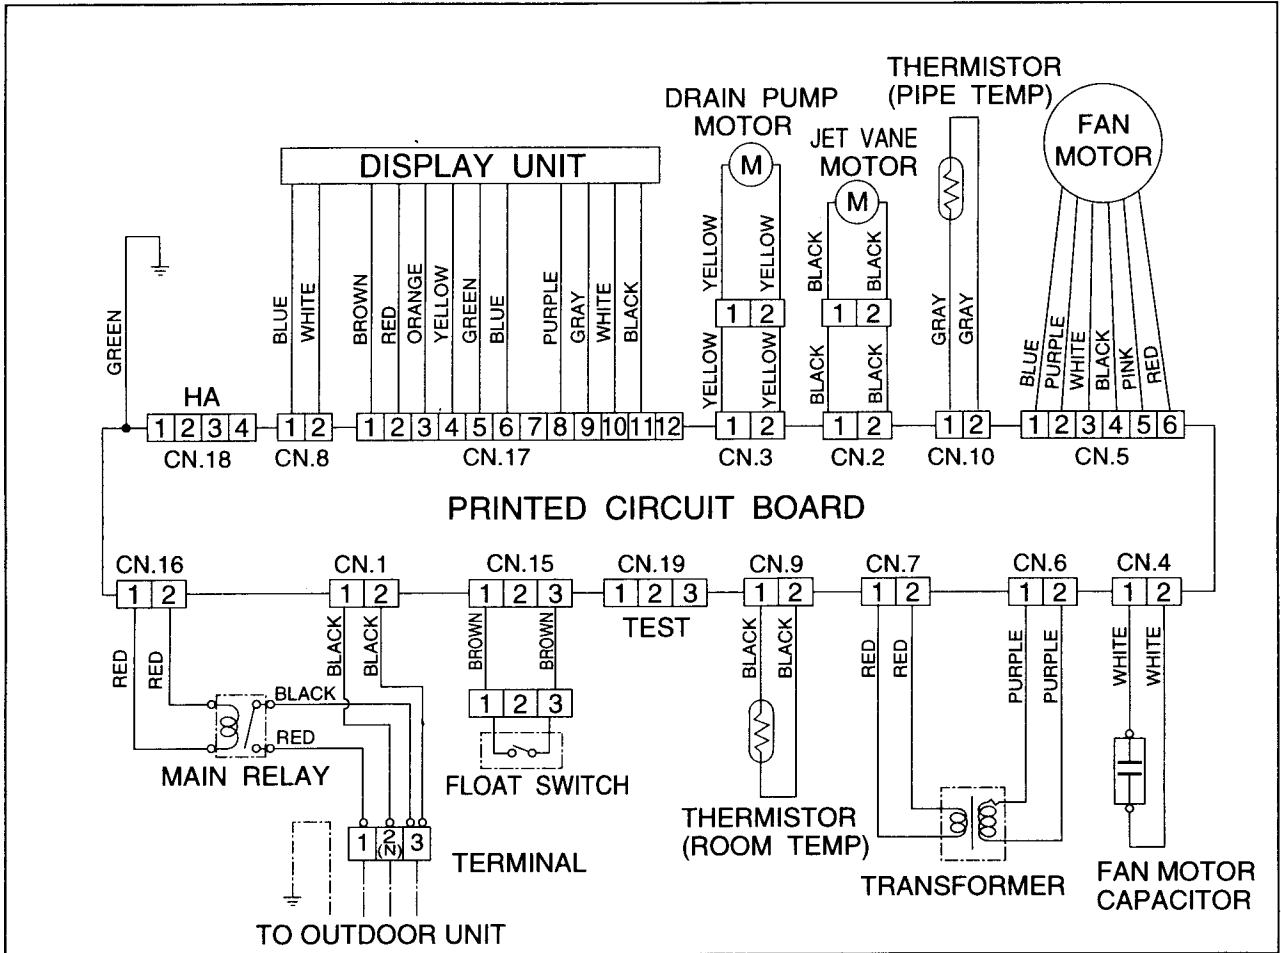 THERMISTOR
(PIPE TEMP)
DRAIN PUMP
MOTOR
JET VANE
MOTOR
FAN
MOTOR
DISPLAY UNIT
M
M
GREEN
BLUE
WHITE
BROWN
RED
ORANGE
YELLOW
GREEN
BLUE
PURPLE
GRAY
WHITE
BLACK
YELLOW
YELLOW
BLACK
BLACK
1 2
1 2
YELLOW
YELLOW
BLACK
BLACK
GRAY
GRAY
BLUE
PURPLE
WHITE
BLACK
PINK
RED
HA
1 2 3 4
1 2
1 2 3 4 5 6 7 8 9 10 11 12
1 2
1 2
1 2
1 2 3 4 5 6
CN.18
CN.8
CN.17
CN.3
CN.2
CN.10
CN.5
PRINTED CIRCUIT BOARD
CN.16
CN.1
CN.15
CN.19
CN.9
CN.7
CN.6
CN.4
1 2
1 2
1 2 3
1 2 3
1 2
1 2
1 2
1 2
TEST
RED
RED
BLACK
BLACK
BROWN
BROWN
BLACK
BLACK
RED
RED
PURPLE
PURPLE
WHITE
WHITE
BLACK
RED
1 2 3
MAIN RELAY
FLOAT SWITCH
THERMISTOR
(ROOM TEMP)
1 2 (N) 3
TERMINAL
TRANSFORMER
FAN MOTOR
CAPACITOR
TO OUTDOOR UNIT